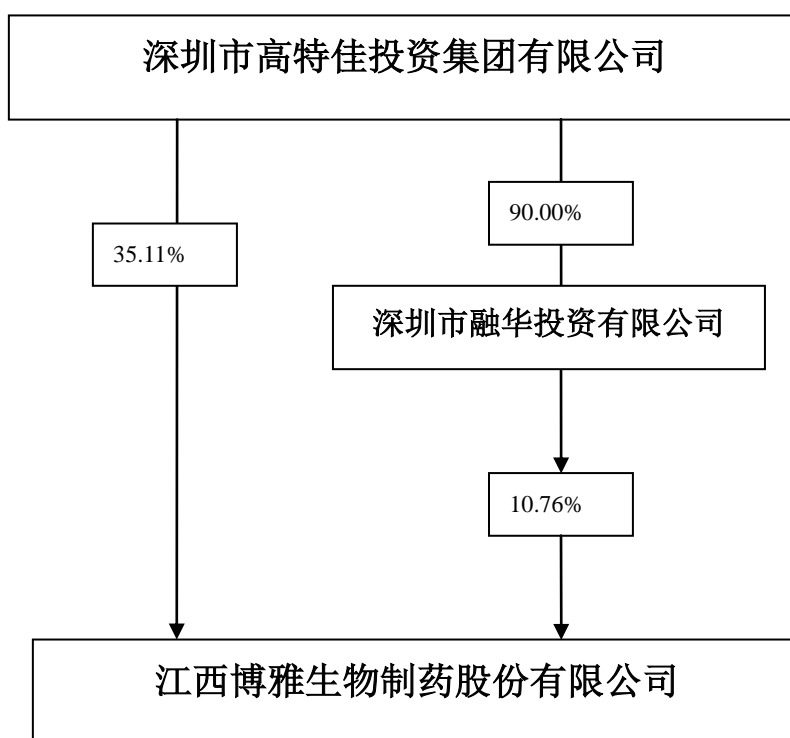 深圳市高特佳投资集团有限公司
90.00%
35.11%
深圳市融华投资有限公司
10.76%
江西博雅生物制药股份有限公司